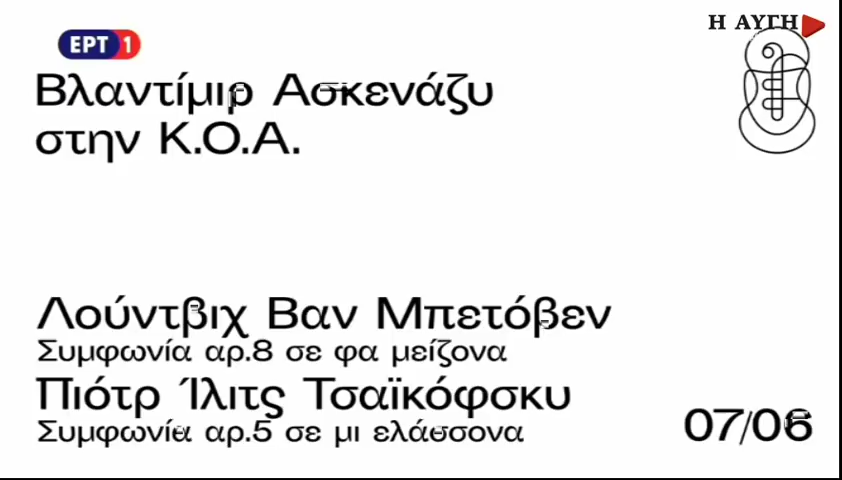 Η ΑΥΓΗ
ΕΡΤ 1
Βλαντίμιρ Ασκενάζυ
στην Κ.Ο.Α.
Λούντβιχ Βαν Μπετόβεν
Συμφωνία αρ.8 σε φα μείζονα
Πιότρ Ίλιτς Τσαϊκόφσκυ
Συμφωνία αρ.5 σε μι ελάσσονα
07/06